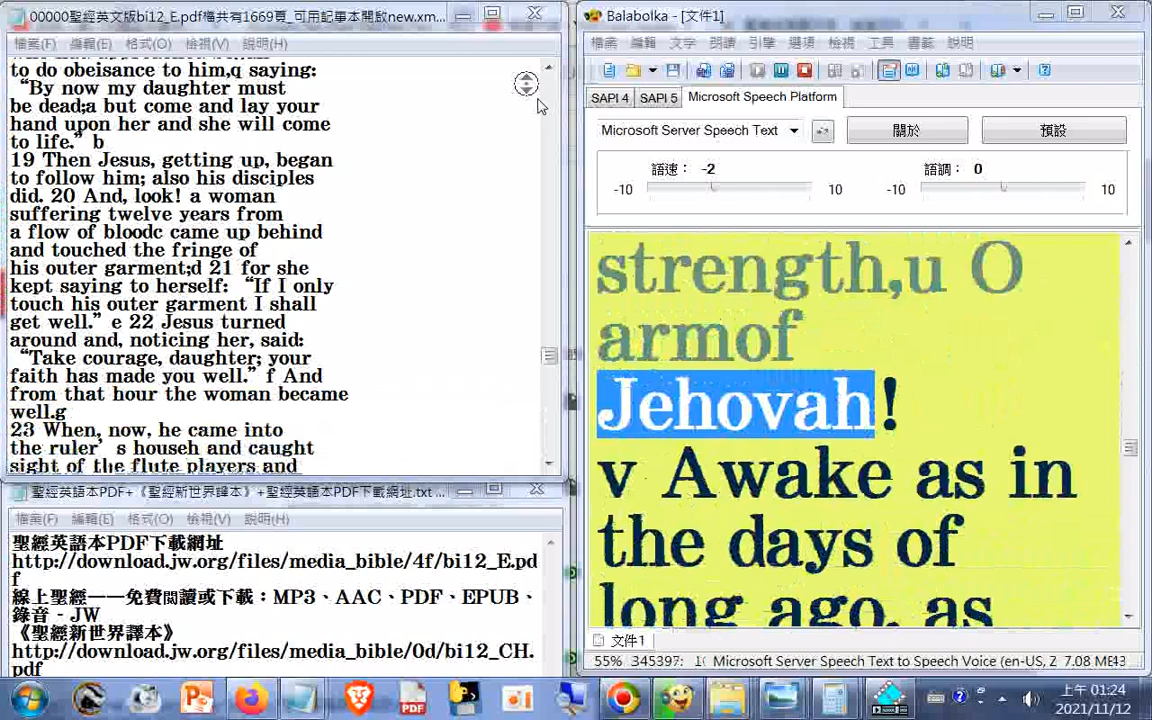 00000聖經英文版bi12_E.pdf檔共有1669頁_可用記事本開啟new.xm...
檔案(F) 編輯(E) 格式(O) 檢視(V) 說明(H)
to do obeisance to him,q saying:
“By now my daughter must
be dead;a but come and lay your
hand upon her and she will come
to life.” b
19 Then Jesus, getting up, began
to follow him; also his disciples
did. 20 And, look! a woman
suffering twelve years from
a flow of bloodc came up behind
and touched the fringe of
his outer garment;d 21 for she
kept saying to herself: “If I only
touch his outer garment I shall
get well.” e 22 Jesus turned
around and, noticing her, said:
“Take courage, daughter; your
faith has made you well.” f And
from that hour the woman became
well.g
23 When, now, he came into
the ruler’s househ and caught
sight of the flute players and
聖經英語本PDF+《聖經新世界譯本》+聖經英語本PDF下載網址.txt ...
檔案(F) 編輯(E) 格式(O) 檢視(V) 說明(H)
聖經英語本PDF下載網址
http://download.jw.org/files/media_bible/4f/bi12_E.pd
f
線上聖經——免費閱讀或下載：MP3、AAC、PDF、EPUB、
錄音 - JW
《聖經新世界譯本》
http://download.jw.org/files/media_bible/0d/bi12_CH.
pdf
Balabolka - [文件1]
檔案 編輯 文字 朗讀 引擎 選項 檢視 工具 書籤 說明
SAPI 4 SAPI 5 Microsoft Speech Platform
Microsoft Server Speech Text 關於 預設
語速： -2 語調： 0
-10 10 -10 10
strength,u O
armof
Jehovah!
v Awake as in
the days of
long ago, as
文件1
55% 345397: Microsoft Server Speech Text to Speech Voice (en-US, Z 7.08 ME
上午 01:24
2021/11/12